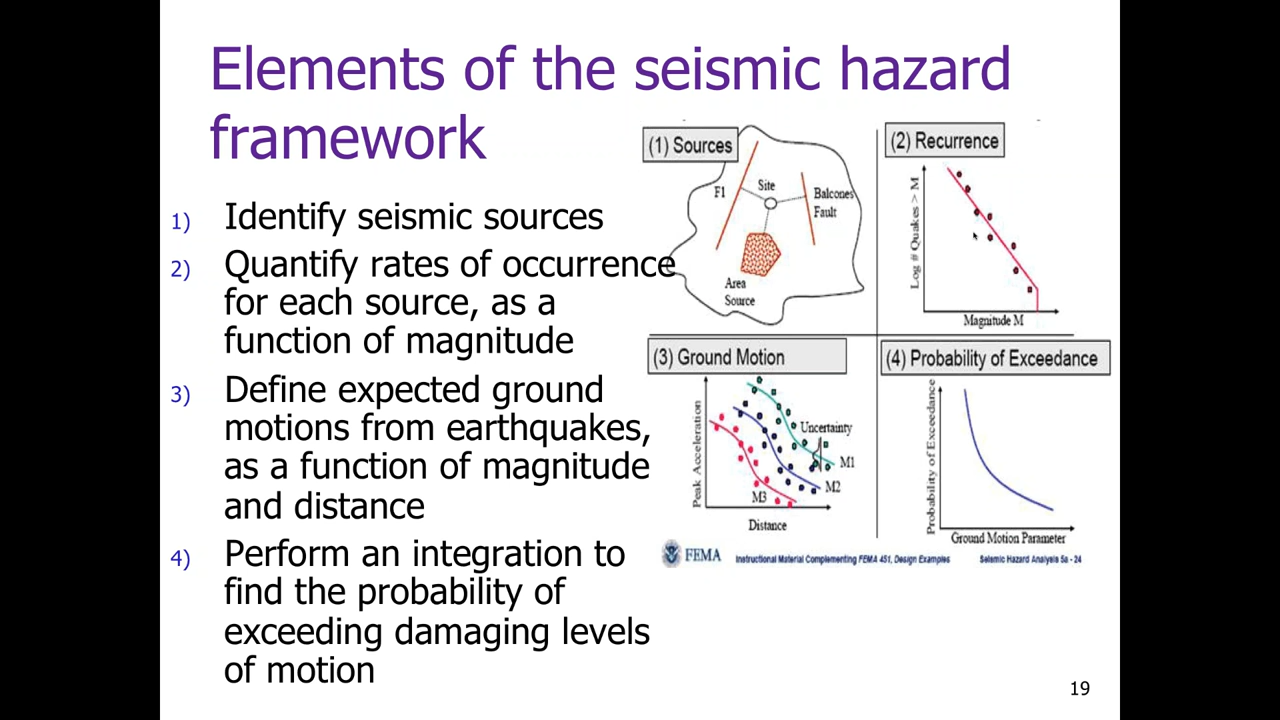 Elements of the seismic hazard
framework
1) Identify seismic sources
2) Quantify rates of occurrence
for each source, as a
function of magnitude
3) Define expected ground
motions from earthquakes,
as a function of magnitude
and distance
4) Perform an integration to
find the probability of
exceeding damaging levels
of motion
(1) Sources
F1
Site
Balcones
Fault
Area
Source
(2) Recurrence
Log # Quakes > M
Magnitude M
(3) Ground Motion
Peak Acceleration
Uncertainty
M1
M2
M3
Distance
(4) Probability of Exceedance
Probability of Exceedance
Ground Motion Parameter
FEMA
Instructional Material Complementing FEMA 451, Design Examples
Seismic Hazard Analysis 5a - 24
19